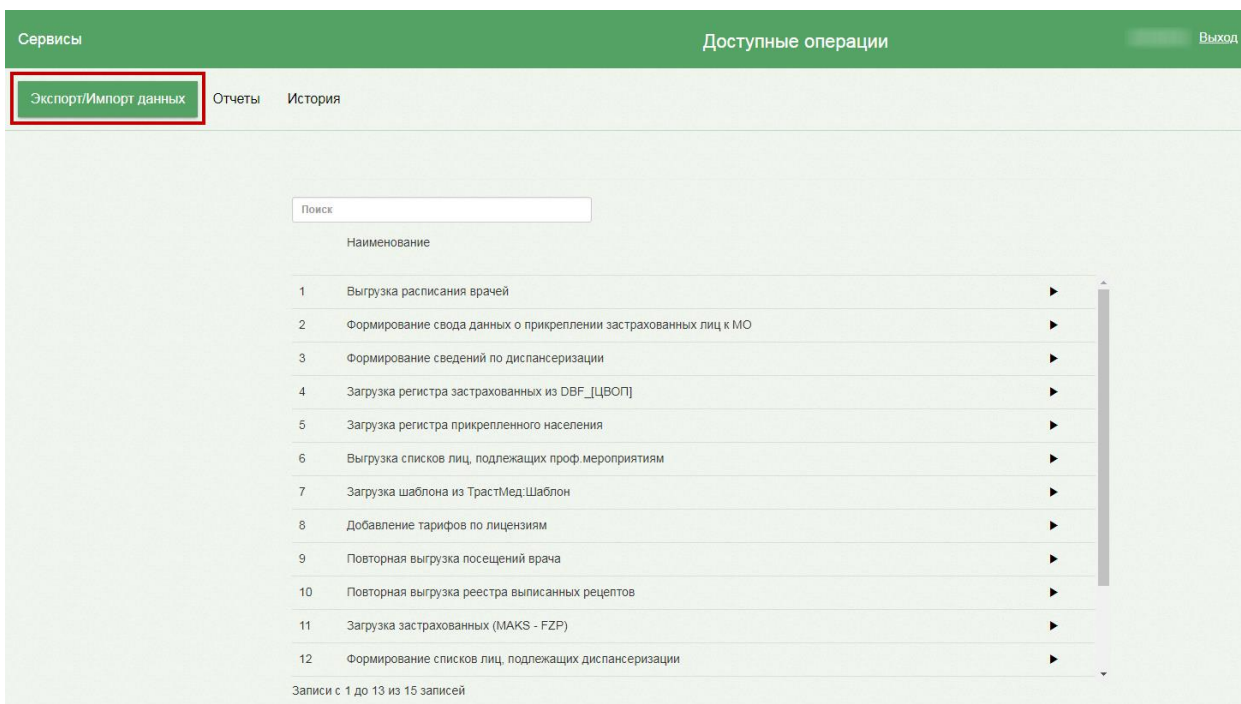 Сервисы
Доступные операции
Выход
Экспорт/Импорт данных Отчеты История
Поиск
Наименование
1 Выгрузка расписания врачей
2 Формирование свода данных о прикреплении застрахованных лиц к МО
3 Формирование сведений по диспансеризации
4 Загрузка регистра застрахованных из DBF_[ЦВОП]
5 Загрузка регистра прикрепленного населения
6 Выгрузка списков лиц, подлежащих проф.мероприятиям
7 Загрузка шаблона из ТрастМед:Шаблон
8 Добавление тарифов по лицензиям
9 Повторная выгрузка посещений врача
10 Повторная выгрузка реестра выписанных рецептов
11 Загрузка застрахованных (MAKS - FZP)
12 Формирование списков лиц, подлежащих диспансеризации
Записи с 1 до 13 из 15 записей